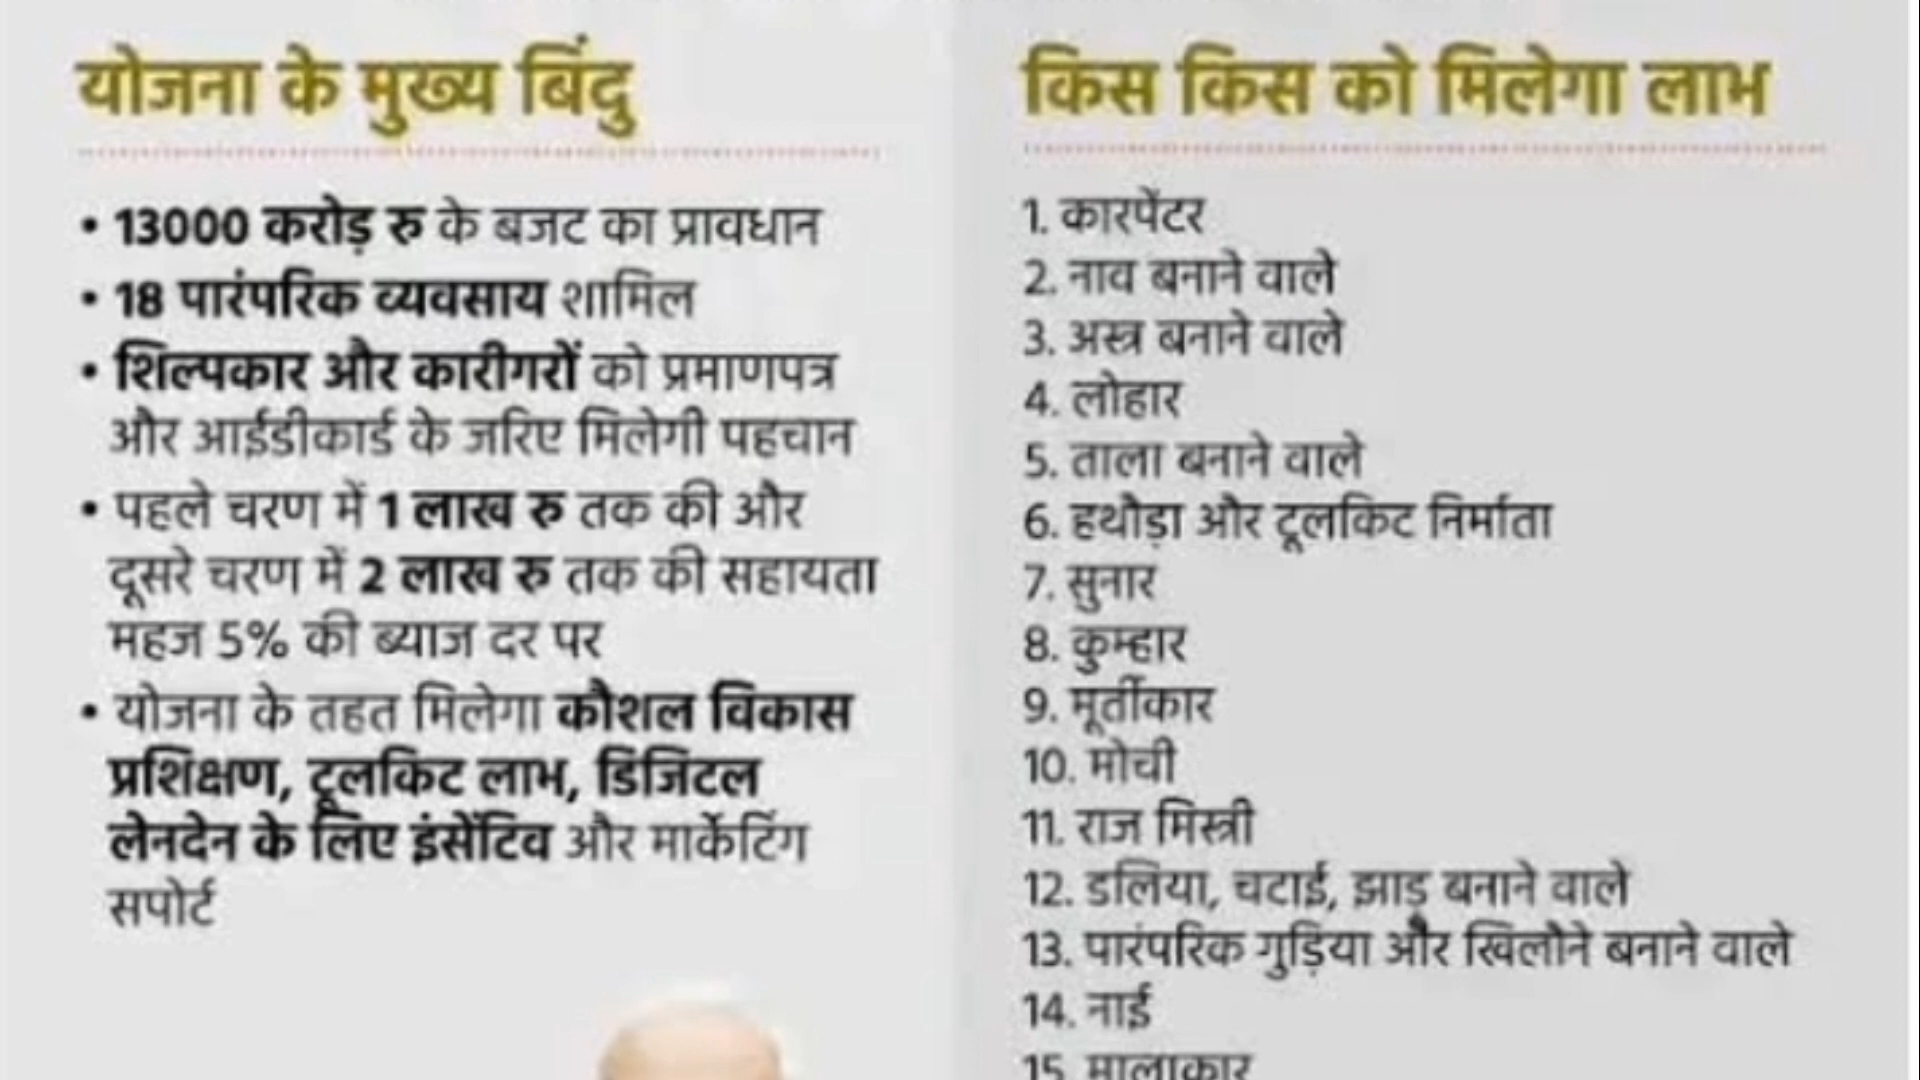 योजना के मुख्य बिंदु
• 13000 करोड़ रु के बजट का प्रावधान
• 18 पारंपरिक व्यवसाय शामिल
• शिल्पकार और कारीगरों को प्रमाणपत्र
और आईडीकार्ड के जरिए मिलेगी पहचान
• पहले चरण में 1 लाख रु तक की और
दूसरे चरण में 2 लाख रु तक की सहायता
महज 5% की ब्याज दर पर
• योजना के तहत मिलेगा कौशल विकास
प्रशिक्षण, टूलकिट लाभ, डिजिटल
लेनदेन के लिए इंसेंटिव और मार्केटिंग
सपोर्ट
किस किस को मिलेगा लाभ
1. कारपेंटर
2. नाव बनाने वाले
3. अस्त्र बनाने वाले
4. लोहार
5. ताला बनाने वाले
6. हथौड़ा और टूलकिट निर्माता
7. सुनार
8. कुम्हार
9. मूर्तीकार
10. मोची
11. राज मिस्त्री
12. डलिया, चटाई, झाड़ू बनाने वाले
13. पारंपरिक गुड़िया और खिलौने बनाने वाले
14. नाई
15. मालाकार